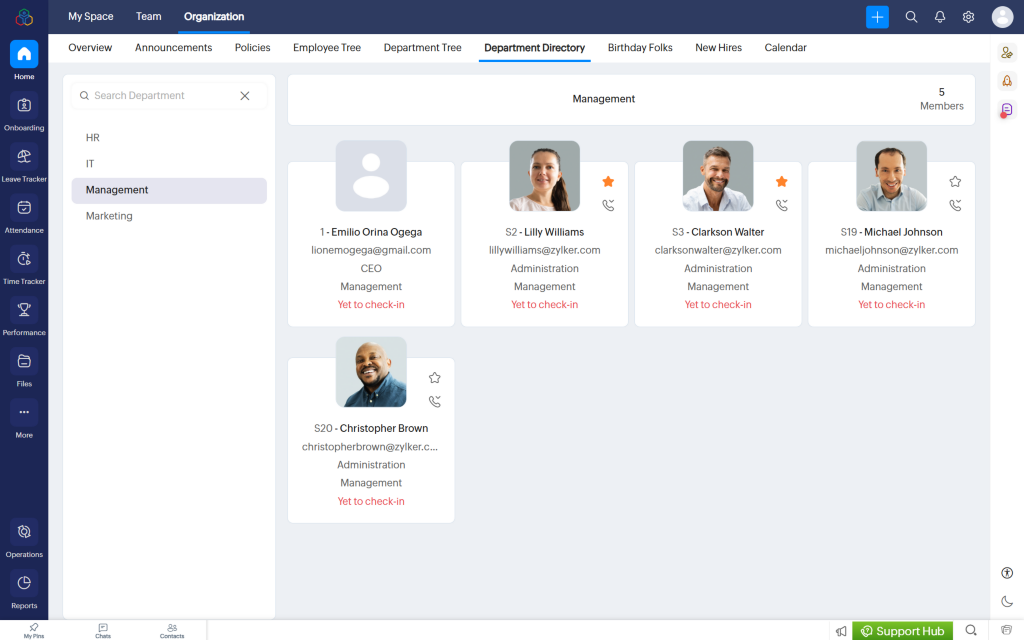 My Space
Team
Organization
Overview
Announcements
Policies
Employee Tree
Department Tree
Department Directory
Birthday Folks
New Hires
Calendar
Home
Onboarding
Leave Tracker
Attendance
Time Tracker
Performance
Files
More
Operations
Reports
Search Department
HR
IT
Management
Marketing
Management
5
Members
1 - Emilio Orina Ogega
lionemogega@gmail.com
CEO
Management
Yet to check-in
S2 - Lilly Williams
lillywilliams@zylker.com
Administration
Management
Yet to check-in
S3 - Clarkson Walter
clarksonwalter@zylker.com
Administration
Management
Yet to check-in
S19 - Michael Johnson
michaeljohnson@zylker.com
Administration
Management
Yet to check-in
S20 - Christopher Brown
christopherbrown@zylker.c...
Administration
Management
Yet to check-in
My Pins
Chats
Contacts
Support Hub